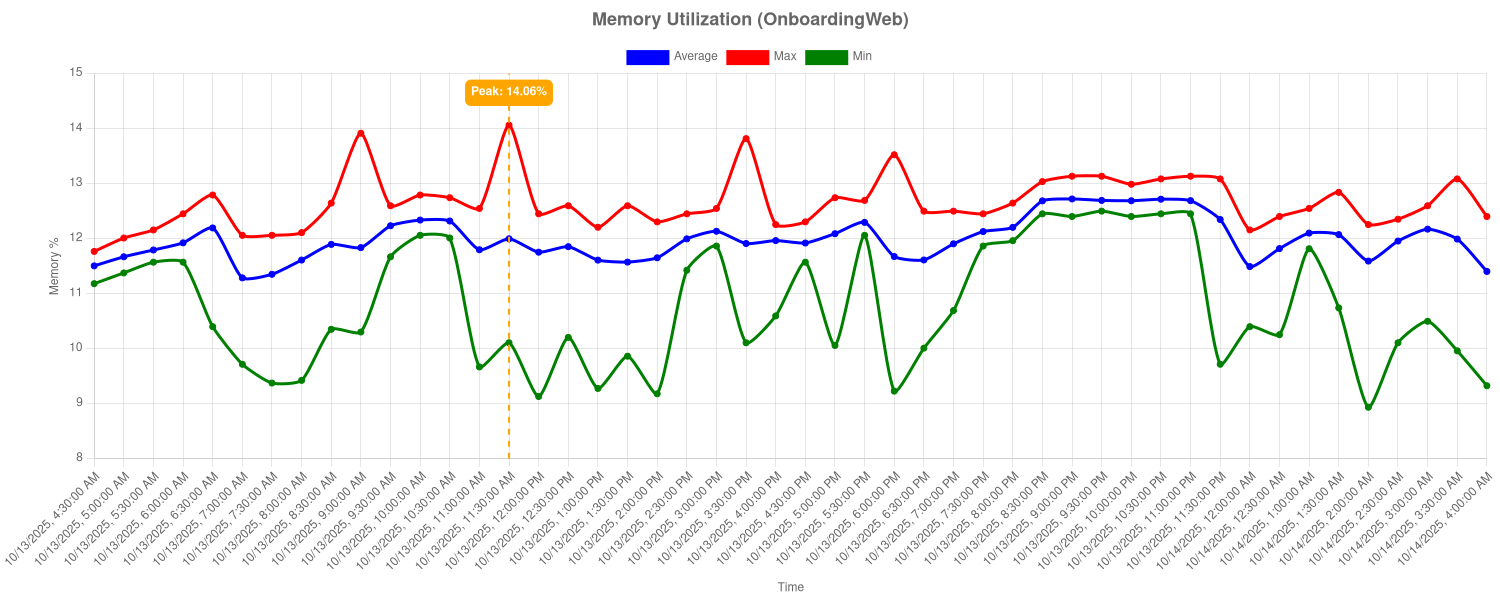 Memory Utilization (OnboardingWeb)
Average Max Min
Peak: 14.06%
Memory %
15
14
13
12
11
10
9
8
10/13/2025, 4:30:00 AM
10/13/2025, 5:00:00 AM
10/13/2025, 5:30:00 AM
10/13/2025, 6:00:00 AM
10/13/2025, 6:30:00 AM
10/13/2025, 7:00:00 AM
10/13/2025, 7:30:00 AM
10/13/2025, 8:00:00 AM
10/13/2025, 8:30:00 AM
10/13/2025, 9:00:00 AM
10/13/2025, 9:30:00 AM
10/13/2025, 10:00:00 AM
10/13/2025, 10:30:00 AM
10/13/2025, 11:00:00 AM
10/13/2025, 11:30:00 AM
10/13/2025, 12:00:00 PM
10/13/2025, 12:30:00 PM
10/13/2025, 1:00:00 PM
10/13/2025, 1:30:00 PM
10/13/2025, 2:00:00 PM
10/13/2025, 2:30:00 PM
10/13/2025, 3:00:00 PM
10/13/2025, 3:30:00 PM
10/13/2025, 4:00:00 PM
10/13/2025, 4:30:00 PM
10/13/2025, 5:00:00 PM
10/13/2025, 5:30:00 PM
10/13/2025, 6:00:00 PM
10/13/2025, 6:30:00 PM
10/13/2025, 7:00:00 PM
10/13/2025, 7:30:00 PM
10/13/2025, 8:00:00 PM
10/13/2025, 8:30:00 PM
10/13/2025, 9:00:00 PM
10/13/2025, 9:30:00 PM
10/13/2025, 10:00:00 PM
10/13/2025, 10:30:00 PM
10/13/2025, 11:00:00 PM
10/13/2025, 11:30:00 PM
10/14/2025, 12:00:00 AM
10/14/2025, 12:30:00 AM
10/14/2025, 1:00:00 AM
10/14/2025, 1:30:00 AM
10/14/2025, 2:00:00 AM
10/14/2025, 2:30:00 AM
10/14/2025, 3:00:00 AM
10/14/2025, 3:30:00 AM
10/14/2025, 4:00:00 AM
Time